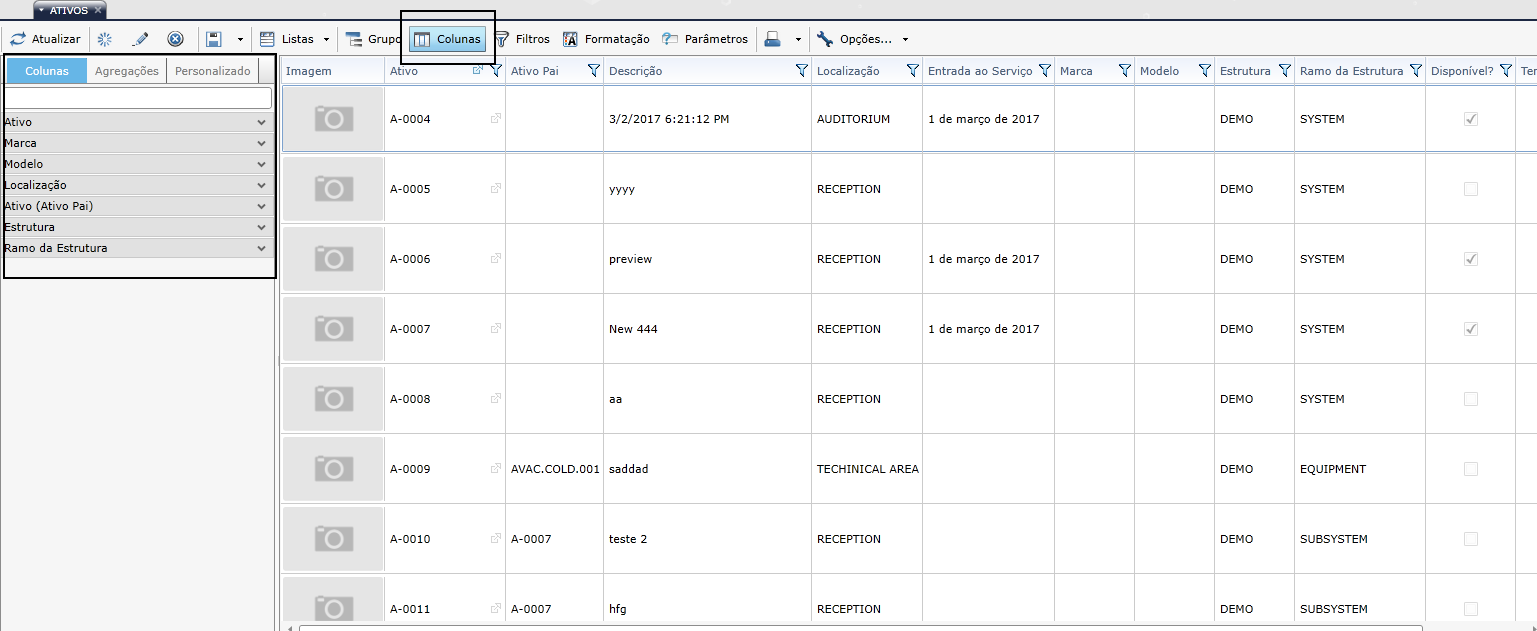 ATIVOS
Atualizar Listas Grupo Colunas Filtros Formatação Parâmetros Opções...
Colunas Agregações Personalizado
Ativo
Marca
Modelo
Localização
Ativo (Ativo Pai)
Estrutura
Ramo da Estrutura
Imagem Ativo Ativo Pai Descrição Localização Entrada ao Serviço Marca Modelo Estrutura Ramo da Estrutura Disponível? Ter
A-0004 3/2/2017 6:21:12 PM AUDITORIUM 1 de março de 2017 DEMO SYSTEM
A-0005 yyyy RECEPTION DEMO SYSTEM
A-0006 preview RECEPTION 1 de março de 2017 DEMO SYSTEM
A-0007 New 444 RECEPTION 1 de março de 2017 DEMO SYSTEM
A-0008 aa RECEPTION DEMO SYSTEM
A-0009 AVAC.COLD.001 saddad TECHINICAL AREA DEMO EQUIPMENT
A-0010 A-0007 teste 2 RECEPTION DEMO SUBSYSTEM
A-0011 A-0007 hfg RECEPTION DEMO SUBSYSTEM